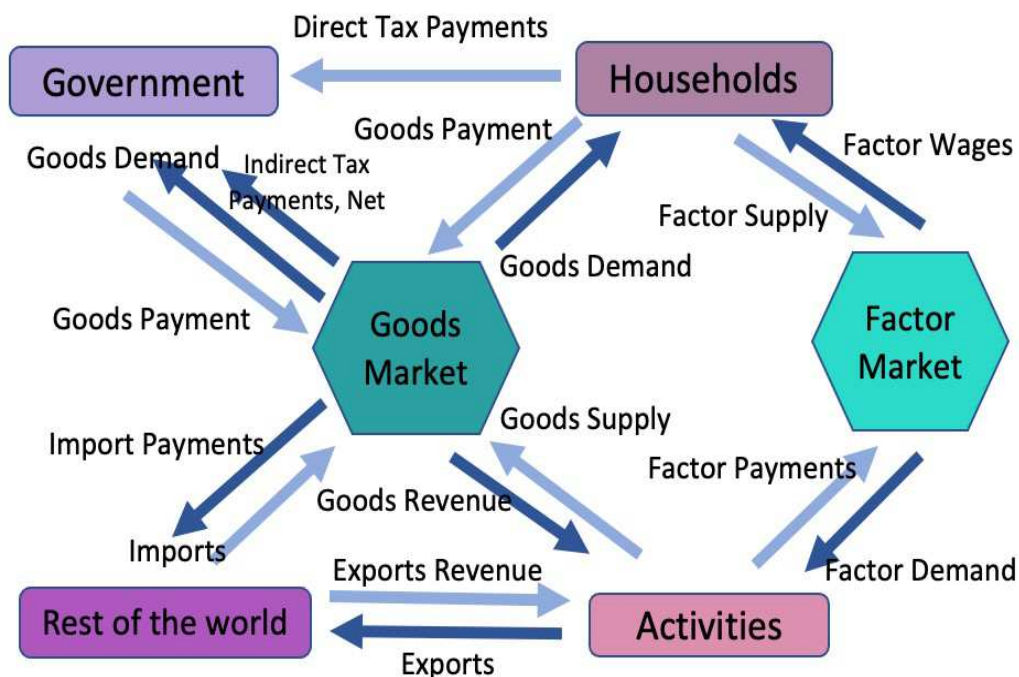 Direct Tax Payments
Government
Households
Goods Payment
Goods Demand
Indirect Tax
Payments, Net
Factor Wages
Factor Supply
Goods Demand
Goods Payment
Goods
Market
Factor
Market
Goods Supply
Import Payments
Factor Payments
Goods Revenue
Imports
Exports Revenue
Factor Demand
Rest of the world
Activities
Exports